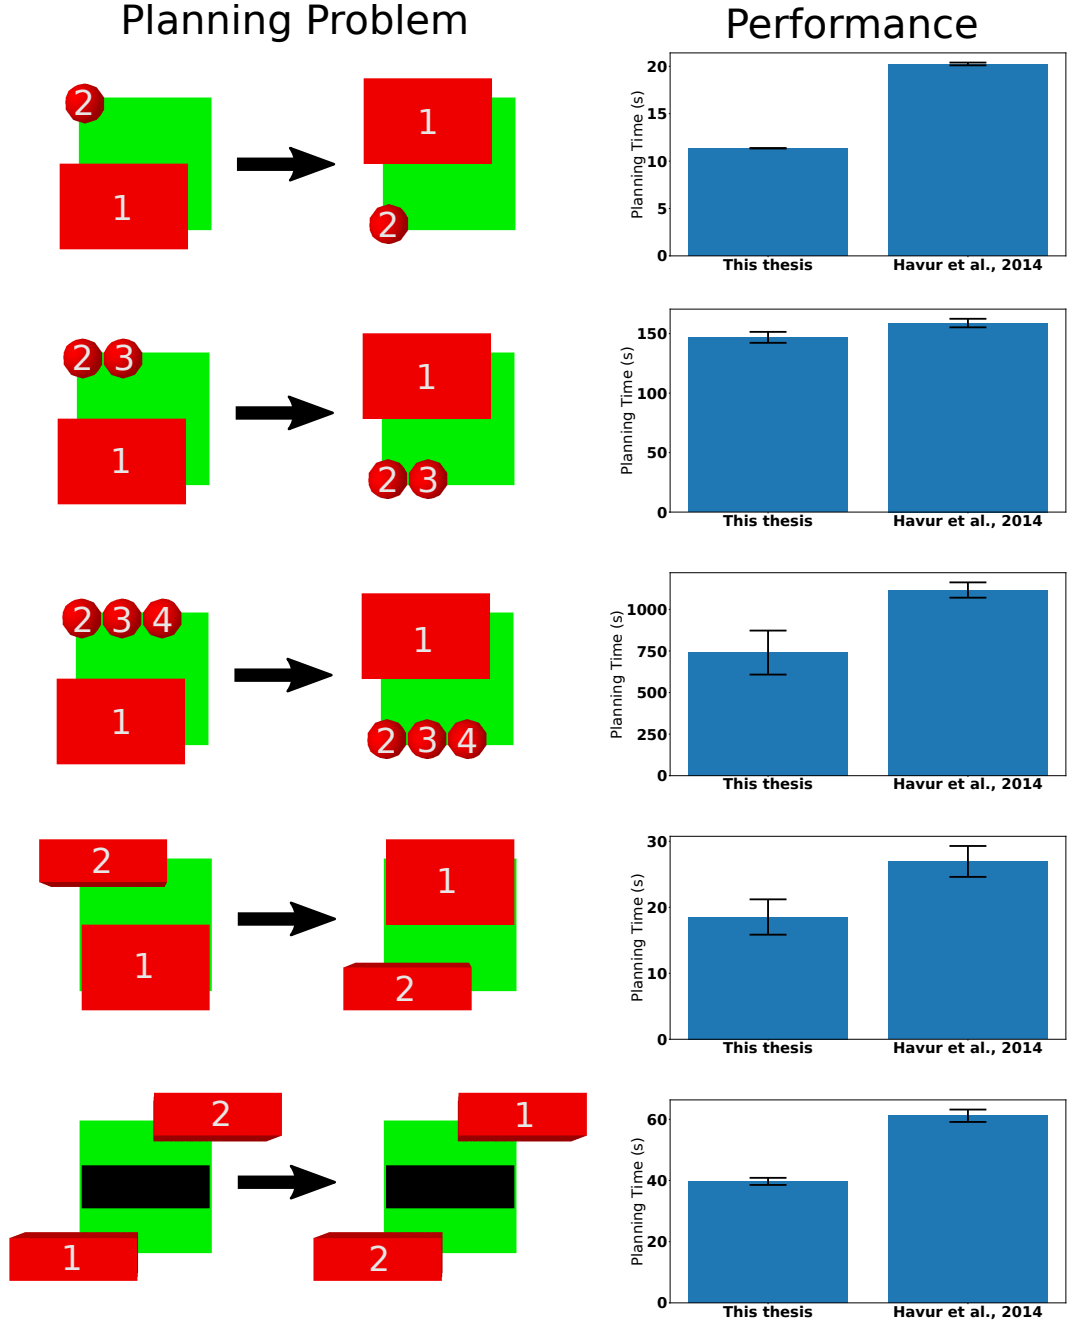 Planning Problem
Performance
2
1
1
2
Planning Time (s)
20
15
10
5
0
This thesis
Havur et al., 2014
2 3
1
1
2 3
Planning Time (s)
150
100
50
0
This thesis
Havur et al., 2014
2 3 4
1
1
2 3 4
Planning Time (s)
1000
750
500
250
0
This thesis
Havur et al., 2014
2
1
1
2
Planning Time (s)
30
20
10
0
This thesis
Havur et al., 2014
2
1
1
2
Planning Time (s)
60
40
20
0
This thesis
Havur et al., 2014